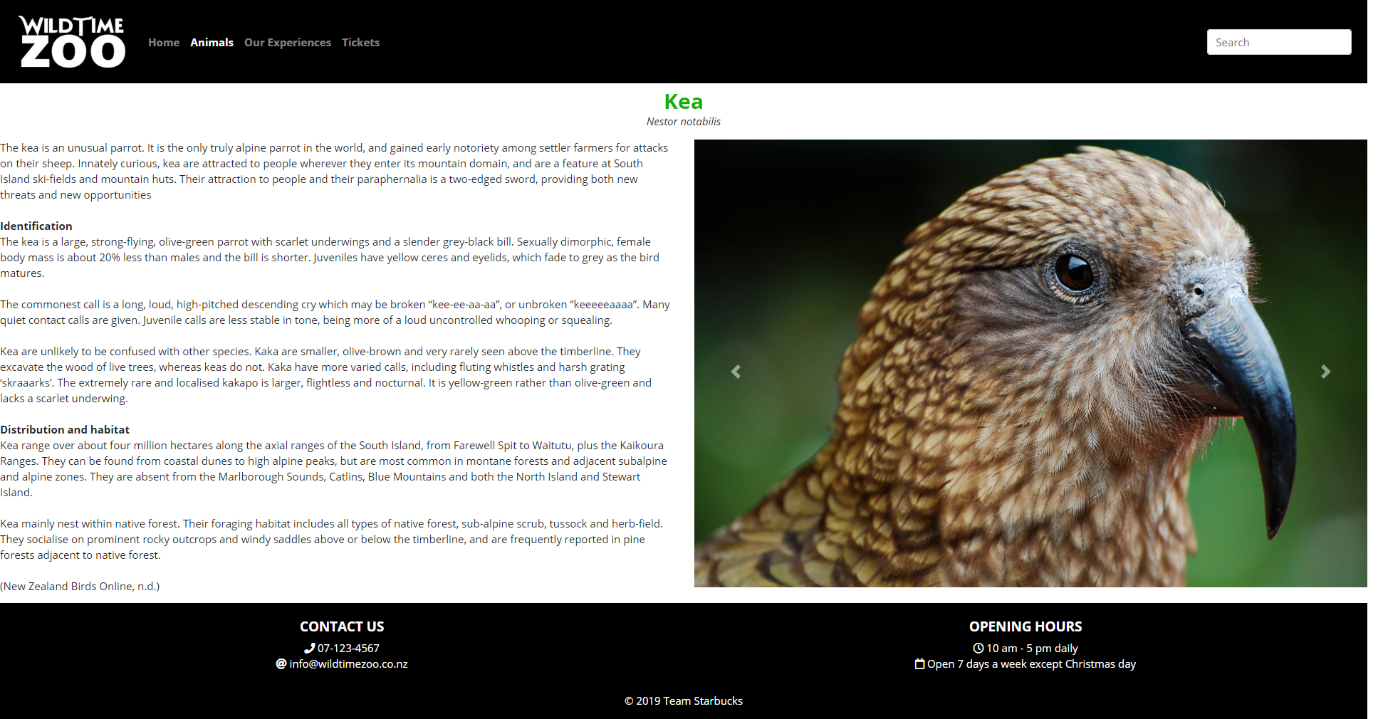 WILDTIME
ZOO
Home Animals Our Experiences Tickets
Search
Kea
Nestor notabilis
The kea is an unusual parrot. It is the only truly alpine parrot in the world, and gained early notoriety among settler farmers for attacks
on their sheep. Innately curious, kea are attracted to people wherever they enter its mountain domain, and are a feature at South
Island ski-fields and mountain huts. Their attraction to people and their paraphernalia is a two-edged sword, providing both new
threats and new opportunities
Identification
The kea is a large, strong-flying, olive-green parrot with scarlet underwings and a slender grey-black bill. Sexually dimorphic, female
body mass is about 20% less than males and the bill is shorter. Juveniles have yellow ceres and eyelids, which fade to grey as the bird
matures.
The commonest call is a long, loud, high-pitched descending cry which may be broken “kee-ee-aa-aa”, or unbroken “keeeeeaaaa”. Many
quiet contact calls are given. Juvenile calls are less stable in tone, being more of a loud uncontrolled whooping or squealing.
Kea are unlikely to be confused with other species. Kaka are smaller, olive-brown and very rarely seen above the timberline. They
excavate the wood of live trees, whereas keas do not. Kaka have more varied calls, including fluting whistles and harsh grating
‘skraaarks’. The extremely rare and localised kakapo is larger, flightless and nocturnal. It is yellow-green rather than olive-green and
lacks a scarlet underwing.
Distribution and habitat
Kea range over about four million hectares along the axial ranges of the South Island, from Farewell Spit to Waitutu, plus the Kaikoura
Ranges. They can be found from coastal dunes to high alpine peaks, but are most common in montane forests and adjacent subalpine
and alpine zones. They are absent from the Marlborough Sounds, Catlins, Blue Mountains and both the North Island and Stewart
Island.
Kea mainly nest within native forest. Their foraging habitat includes all types of native forest, sub-alpine scrub, tussock and herb-field.
They socialise on prominent rocky outcrops and windy saddles above or below the timberline, and are frequently reported in pine
forests adjacent to native forest.
(New Zealand Birds Online, n.d.)
CONTACT US
07-123-4567
info@wildtimezoo.co.nz
OPENING HOURS
10 am - 5 pm daily
Open 7 days a week except Christmas day
© 2019 Team Starbucks